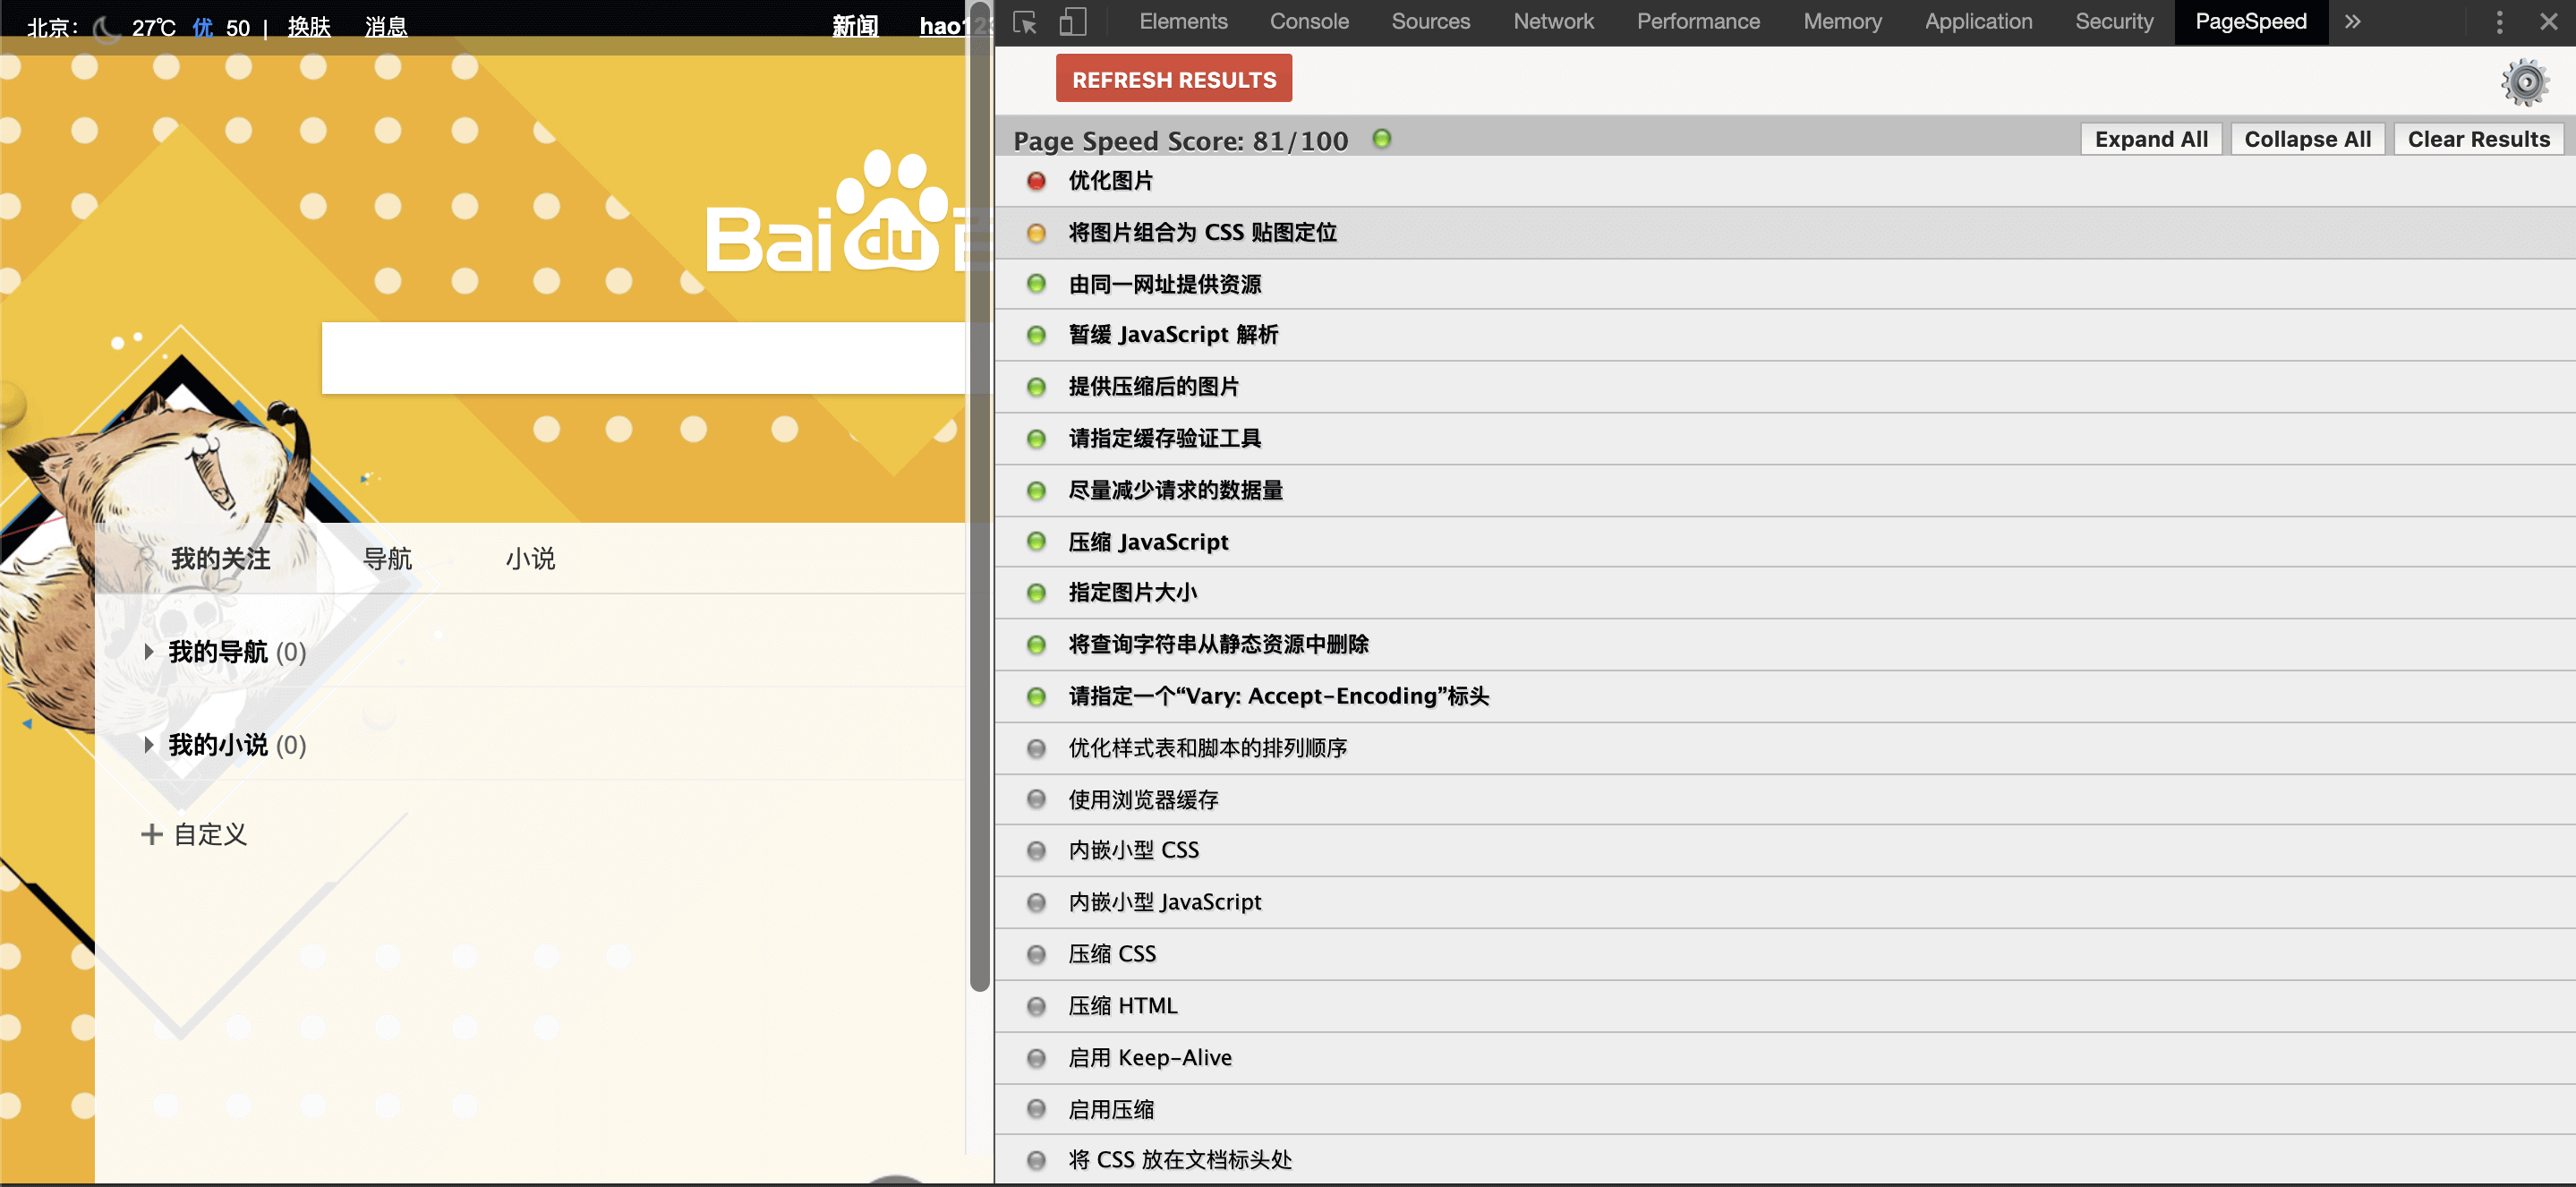 北京： 27℃ 优 50 | 换肤 消息 新闻 hao123
Baidu
我的关注 导航 小说
我的导航 (0)
我的小说 (0)
自定义
Elements Console Sources Network Performance Memory Application Security PageSpeed »
REFRESH RESULTS
Page Speed Score: 81/100 Expand All Collapse All Clear Results
优化图片
将图片组合为 CSS 贴图定位
由同一网址提供资源
暂缓 JavaScript 解析
提供压缩后的图片
请指定缓存验证工具
尽量减少请求的数据量
压缩 JavaScript
指定图片大小
将查询字符串从静态资源中删除
请指定一个“Vary: Accept-Encoding”标头
优化样式表和脚本的排列顺序
使用浏览器缓存
内嵌小型 CSS
内嵌小型 JavaScript
压缩 CSS
压缩 HTML
启用 Keep-Alive
启用压缩
将 CSS 放在文档标头处